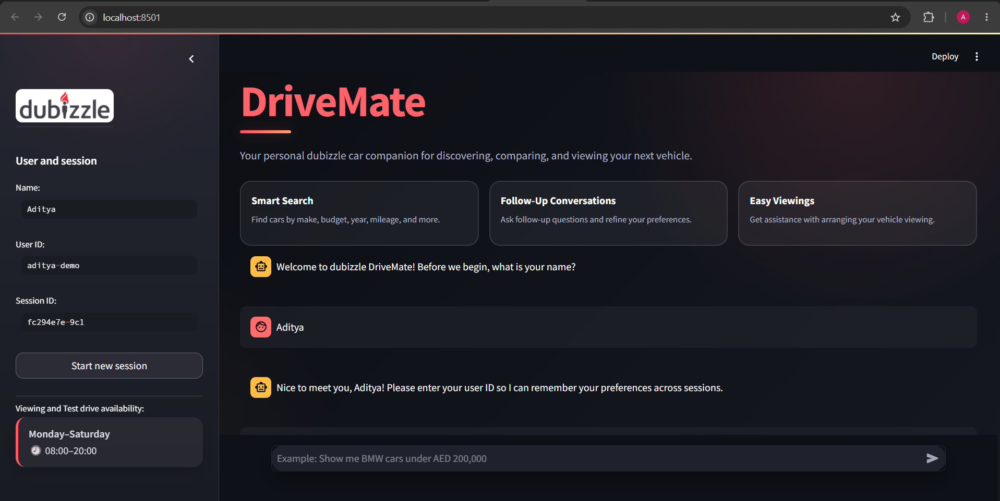 localhost:8501
A
Deploy
dubizzle
User and session
Name:
Aditya
User ID:
aditya-demo
Session ID:
fc294e7e-9c1
Start new session
Viewing and Test drive availability:
Monday–Saturday
08:00–20:00
DriveMate
Your personal dubizzle car companion for discovering, comparing, and viewing your next vehicle.
Smart Search
Find cars by make, budget, year, mileage, and more.
Follow-Up Conversations
Ask follow-up questions and refine your preferences.
Easy Viewings
Get assistance with arranging your vehicle viewing.
Welcome to dubizzle DriveMate! Before we begin, what is your name?
Aditya
Nice to meet you, Aditya! Please enter your user ID so I can remember your preferences across sessions.
Example: Show me BMW cars under AED 200,000